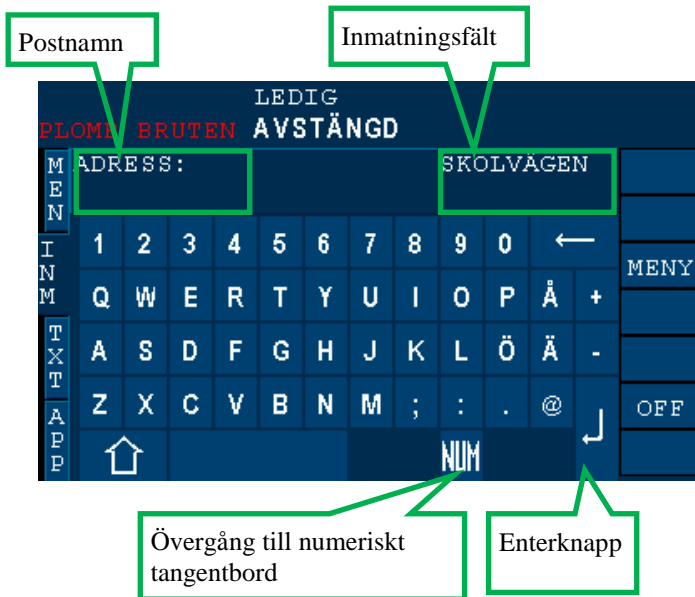 Postnamn
Inmatningsfält
LEDIG
PLOMB BRUTEN AVSTÄNGD
ADRESS: SKOLVÄGEN
MEN
INM
TXT
APP
1 2 3 4 5 6 7 8 9 0 ←
Q W E R T Y U I O P Å +
A S D F G H J K L Ö Ä -
Z X C V B N M ; : . @
NUM
MENY
OFF
Övergång till numeriskt
tangentbord
Enterknapp